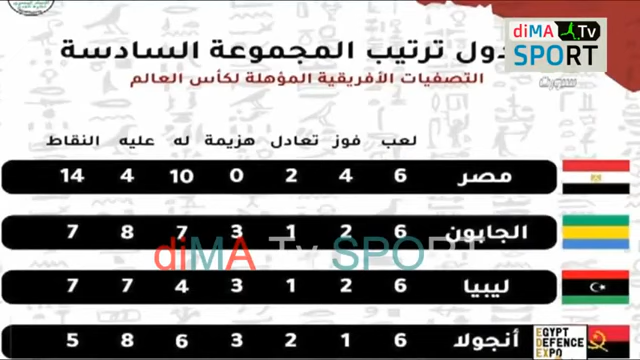 diMA Tv
SPORT
دول ترتيب المجموعة السادسة
التصفيات الأفريقية المؤهلة لكأس العالم
لعب فوز تعادل هزيمة له عليه النقاط
مصر 6 4 2 0 10 4 14
الجابون 6 2 1 3 7 8 7
diMA Tv SPORT
ليبيا 6 2 1 3 4 7 7
أنجولا 6 1 2 3 6 8 5
EGYPT
DEFENCE
EXPO